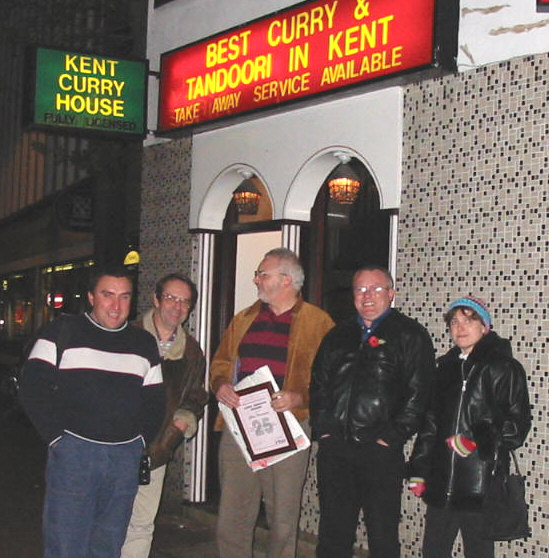 KENT
CURRY
HOUSE
FULLY LICENSED
BEST CURRY &
TANDOORI IN KENT
TAKE AWAY SERVICE AVAILABLE
25